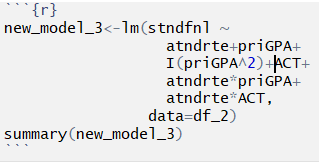 ```{r}
new_model_3<-lm(stndfnl ~
atndrte+priGPA+
I(priGPA^2)+ACT+
atndrte*priGPA+
atndrte*ACT,
data=df_2)
summary(new_model_3)
```